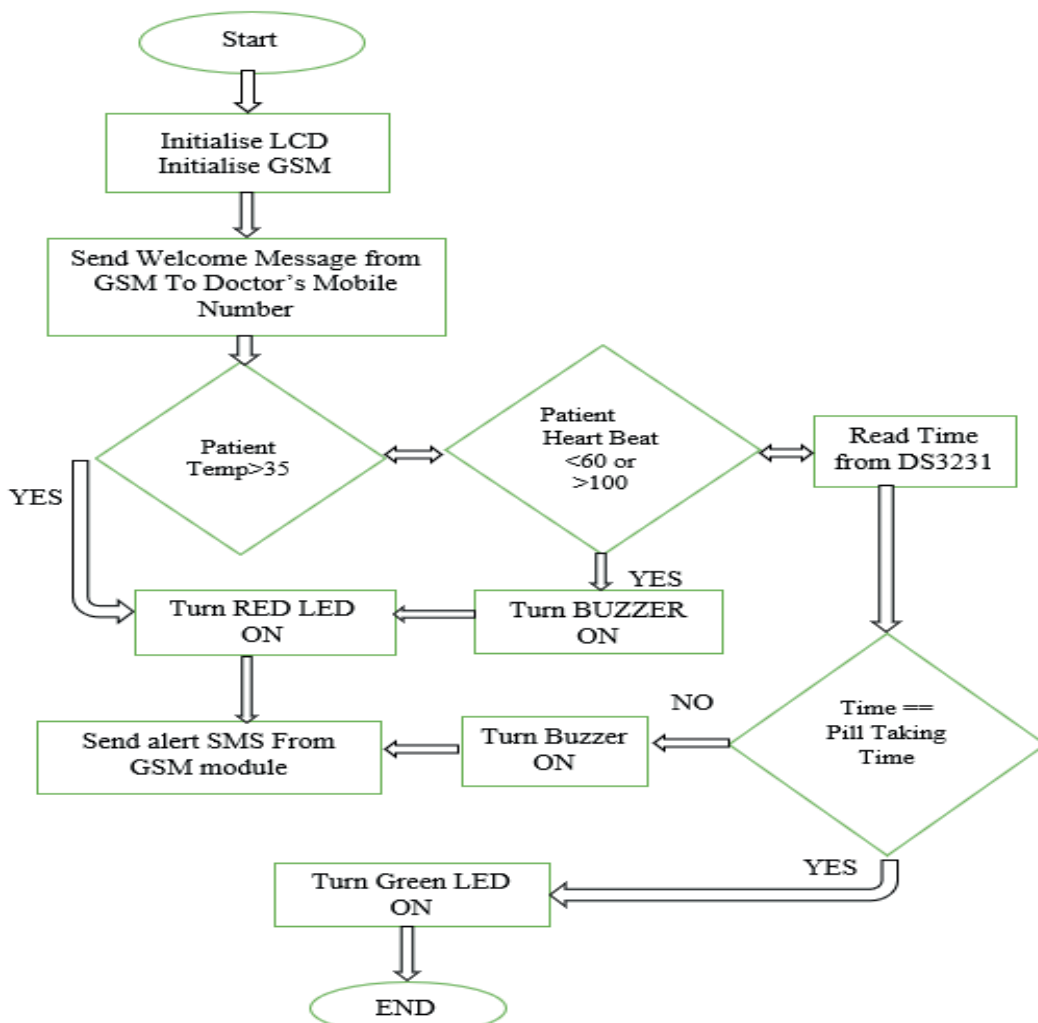 Start
Initialise LCD
Initialise GSM
Send Welcome Message from
GSM To Doctor’s Mobile
Number
Patient
Temp>35
Patient
Heart Beat
<60 or
>100
Read Time
from DS3231
YES
YES
Turn RED LED
ON
Turn BUZZER
ON
Time ==
Pill Taking
Time
NO
Turn Buzzer
ON
Send alert SMS From
GSM module
YES
Turn Green LED
ON
END